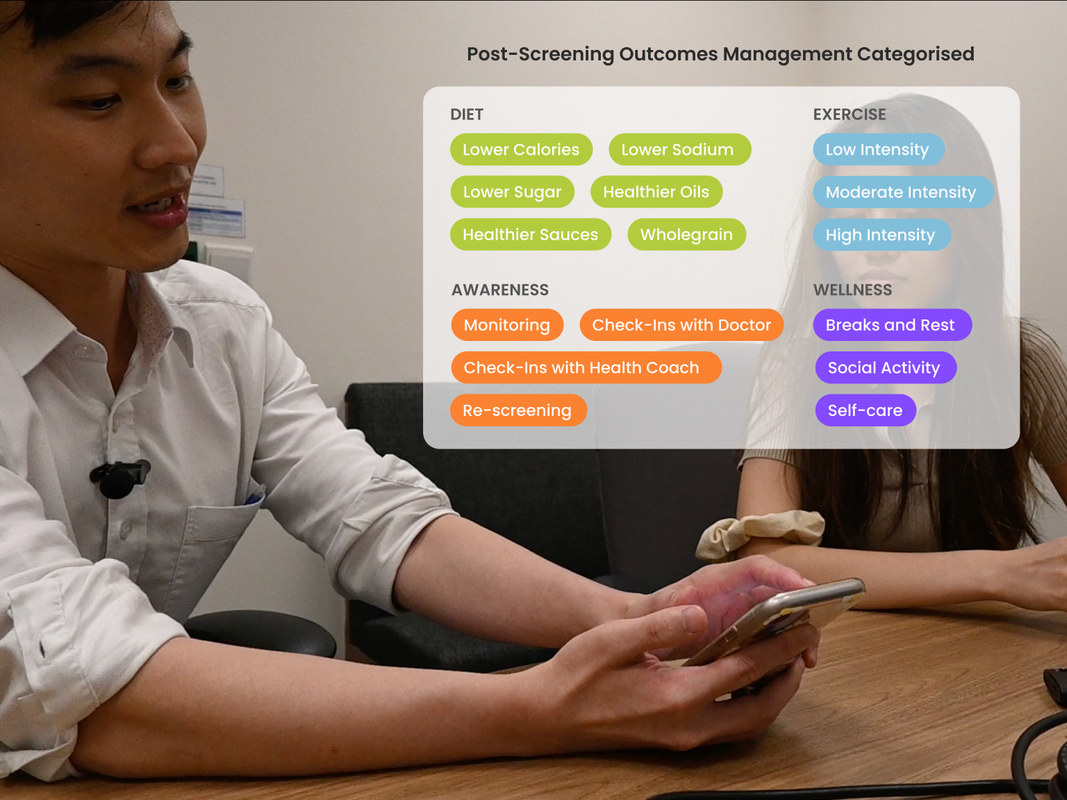 Post-Screening Outcomes Management Categorised
DIET
Lower Calories Lower Sodium
Lower Sugar Healthier Oils
Healthier Sauces Wholegrain
EXERCISE
Low Intensity
Moderate Intensity
High Intensity
AWARENESS
Monitoring Check-Ins with Doctor
Check-Ins with Health Coach
Re-screening
WELLNESS
Breaks and Rest
Social Activity
Self-care